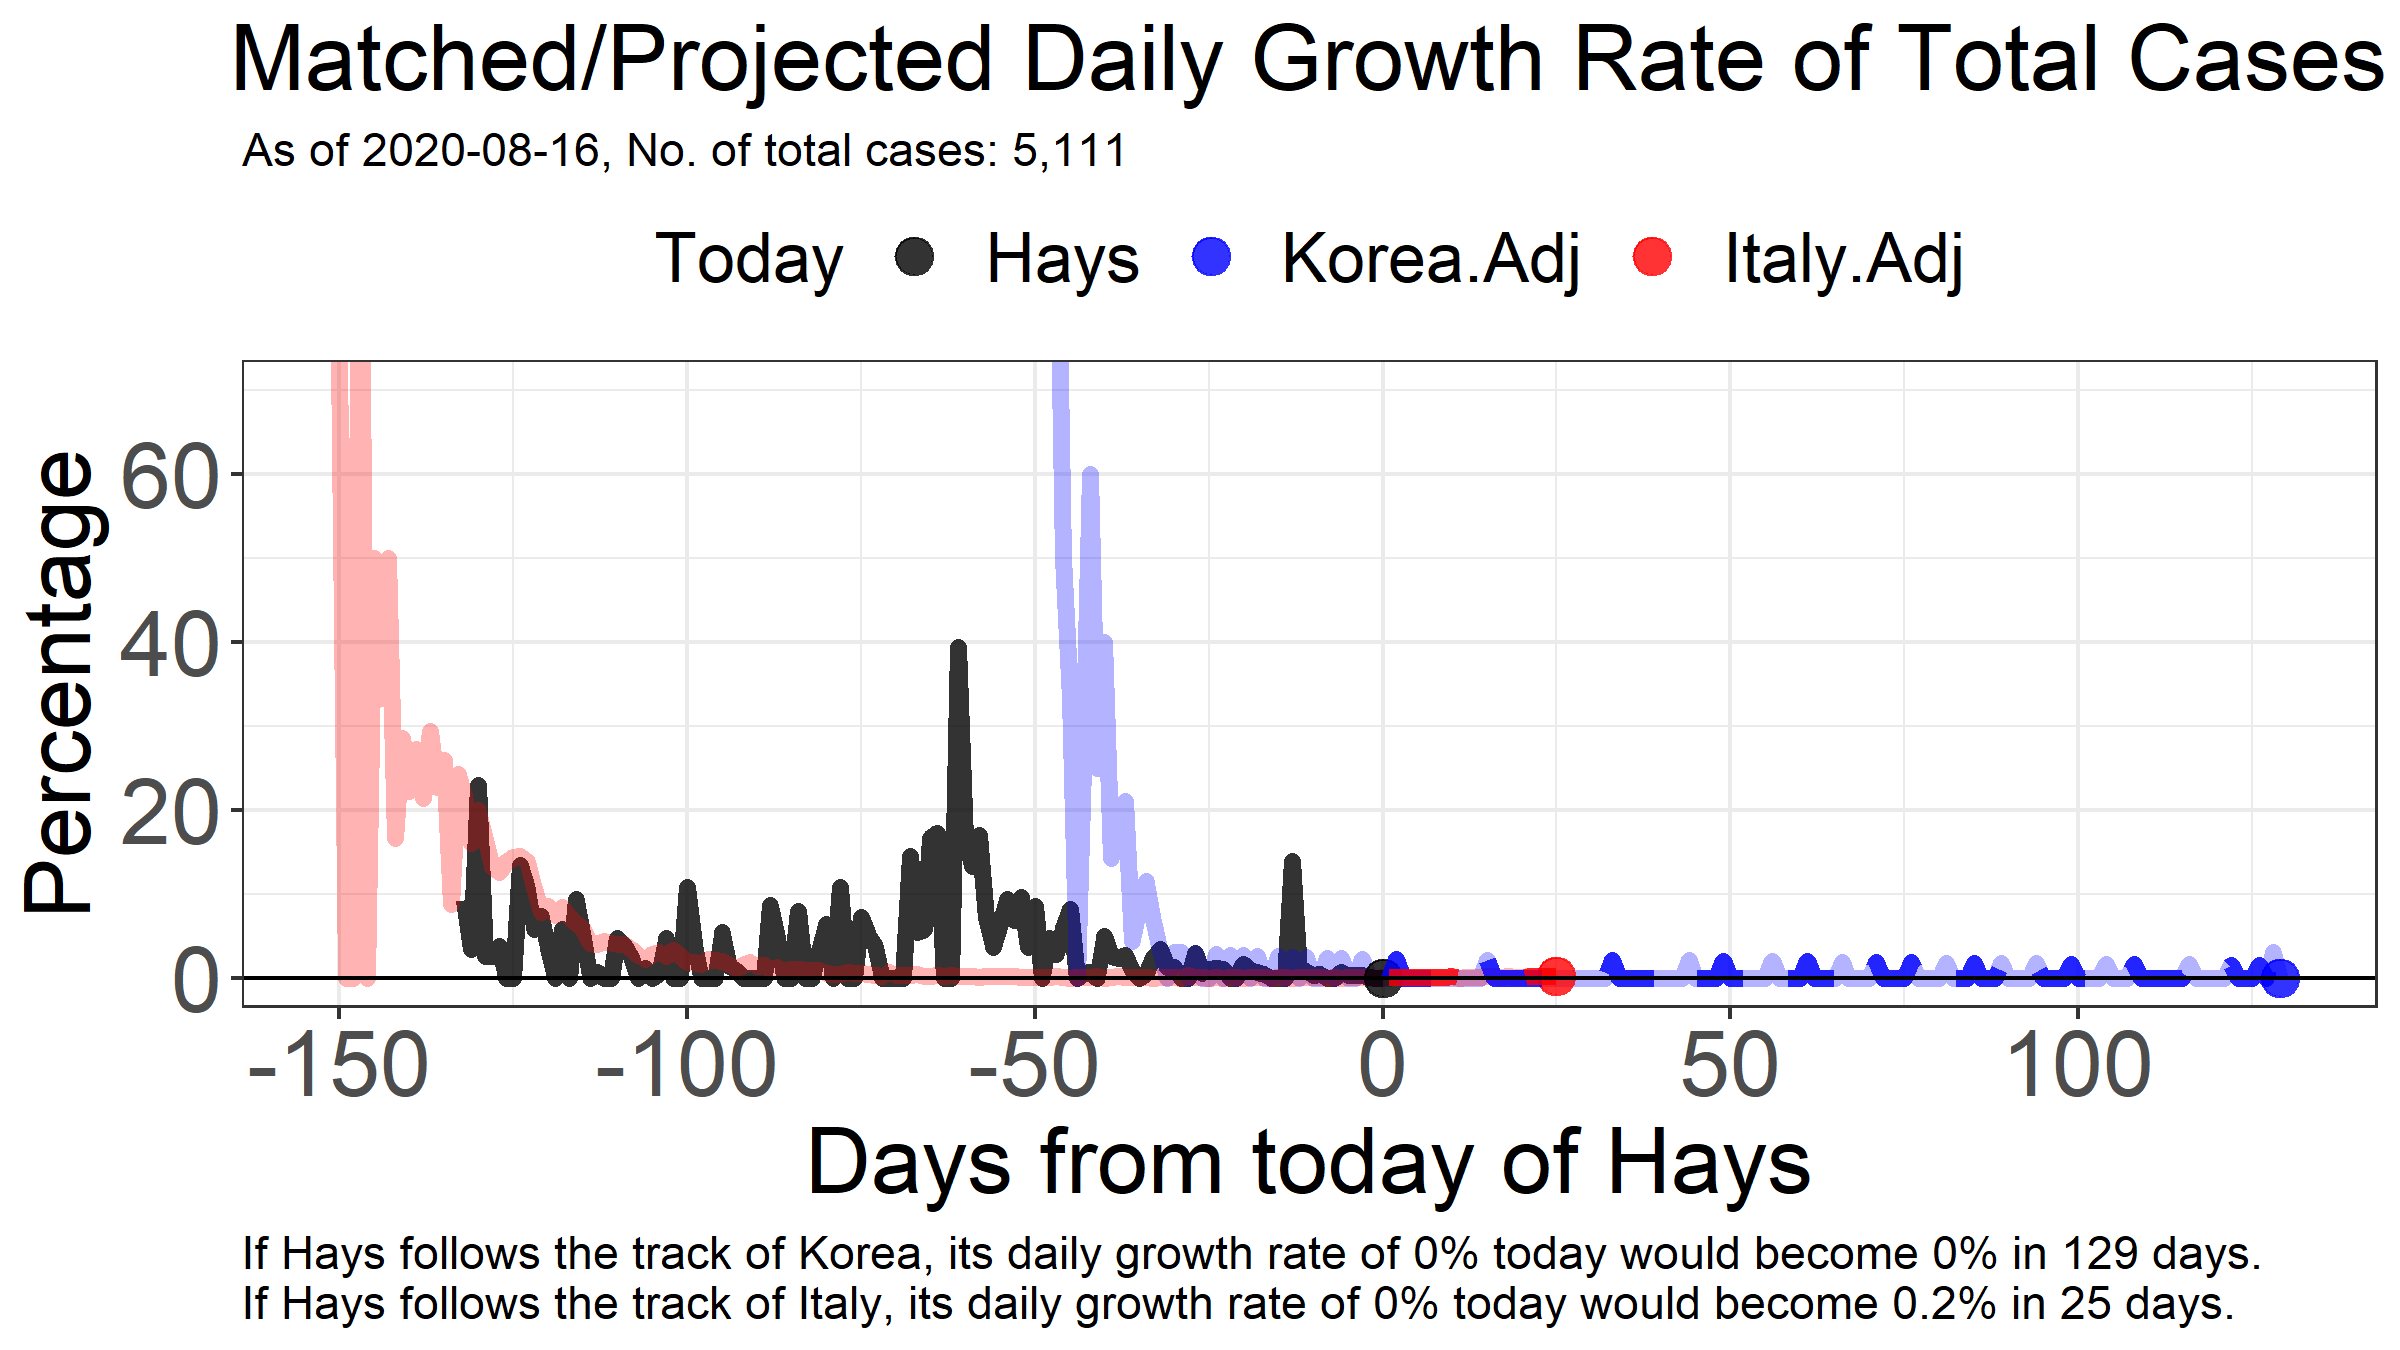 Matched/Projected Daily Growth Rate of Total Cases
As of 2020-08-16, No. of total cases: 5,111
Today Hays Korea.Adj Italy.Adj
Percentage
60
40
20
0
-150 -100 -50 0 50 100
Days from today of Hays
If Hays follows the track of Korea, its daily growth rate of 0% today would become 0% in 129 days.
If Hays follows the track of Italy, its daily growth rate of 0% today would become 0.2% in 25 days.